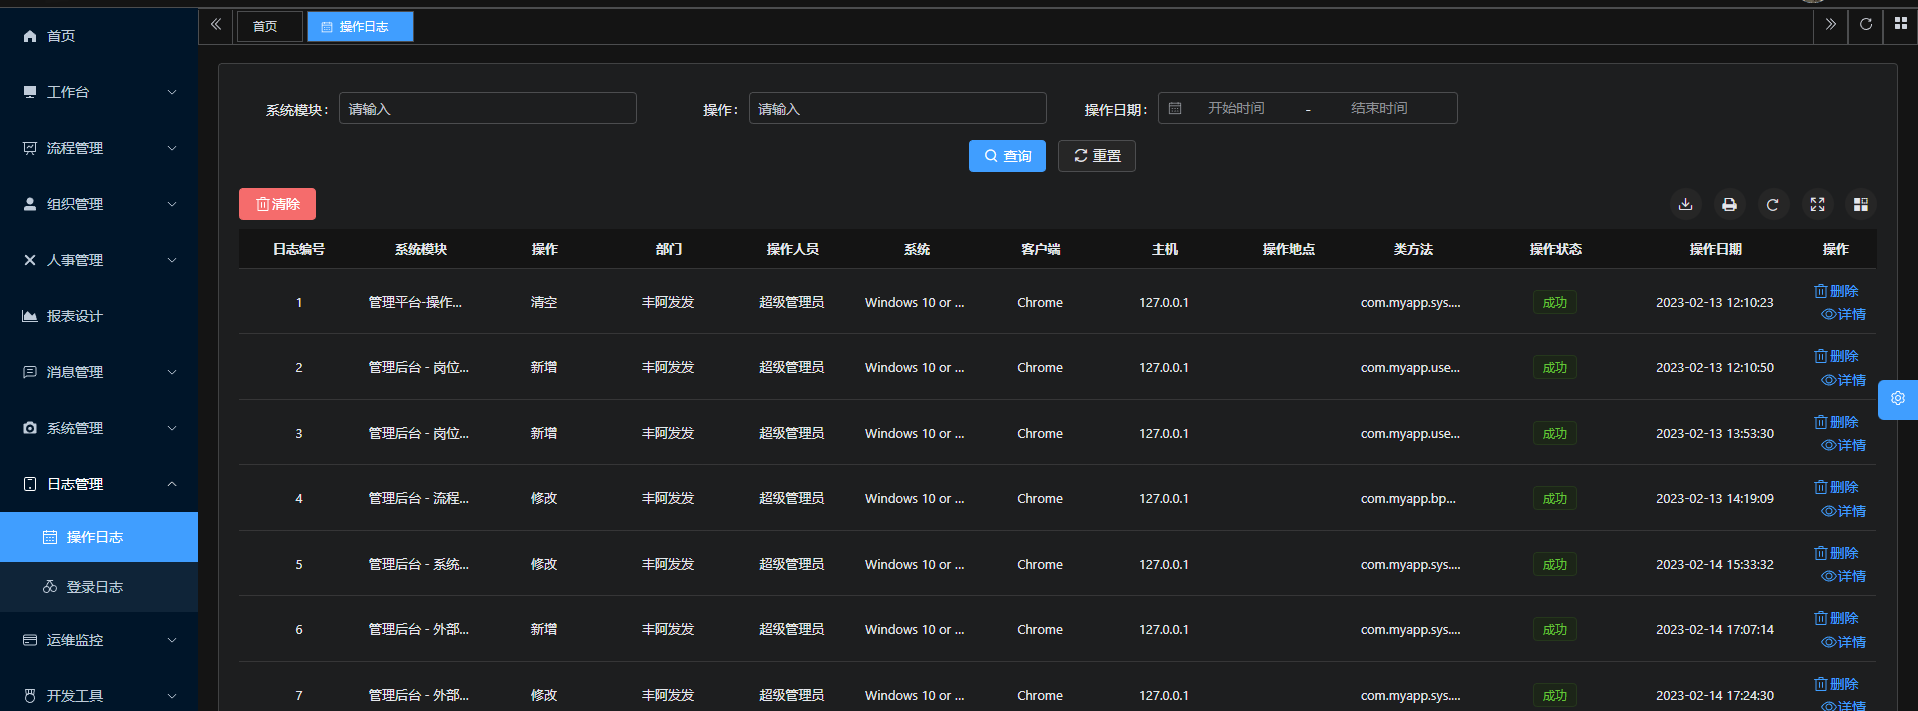 首页
工作台
流程管理
组织管理
人事管理
报表设计
消息管理
系统管理
日志管理
操作日志
登录日志
运维监控
开发工具
首页 操作日志
系统模块: 请输入 操作: 请输入 操作日期: 开始时间 - 结束时间
查询 重置
清除
日志编号 系统模块 操作 部门 操作人员 系统 客户端 主机 操作地点 类方法 操作状态 操作日期 操作
1 管理平台-操作... 清空 丰阿发发 超级管理员 Windows 10 or ... Chrome 127.0.0.1 com.myapp.sys.... 成功 2023-02-13 12:10:23 删除
详情
2 管理后台 - 岗位... 新增 丰阿发发 超级管理员 Windows 10 or ... Chrome 127.0.0.1 com.myapp.use... 成功 2023-02-13 12:10:50 删除
详情
3 管理后台 - 岗位... 新增 丰阿发发 超级管理员 Windows 10 or ... Chrome 127.0.0.1 com.myapp.use... 成功 2023-02-13 13:53:30 删除
详情
4 管理后台 - 流程... 修改 丰阿发发 超级管理员 Windows 10 or ... Chrome 127.0.0.1 com.myapp.bp... 成功 2023-02-13 14:19:09 删除
详情
5 管理后台 - 系统... 修改 丰阿发发 超级管理员 Windows 10 or ... Chrome 127.0.0.1 com.myapp.sys.... 成功 2023-02-14 15:33:32 删除
详情
6 管理后台 - 外部... 新增 丰阿发发 超级管理员 Windows 10 or ... Chrome 127.0.0.1 com.myapp.sys.... 成功 2023-02-14 17:07:14 删除
详情
7 管理后台 - 外部... 修改 丰阿发发 超级管理员 Windows 10 or ... Chrome 127.0.0.1 com.myapp.sys.... 成功 2023-02-14 17:24:30 删除
详情